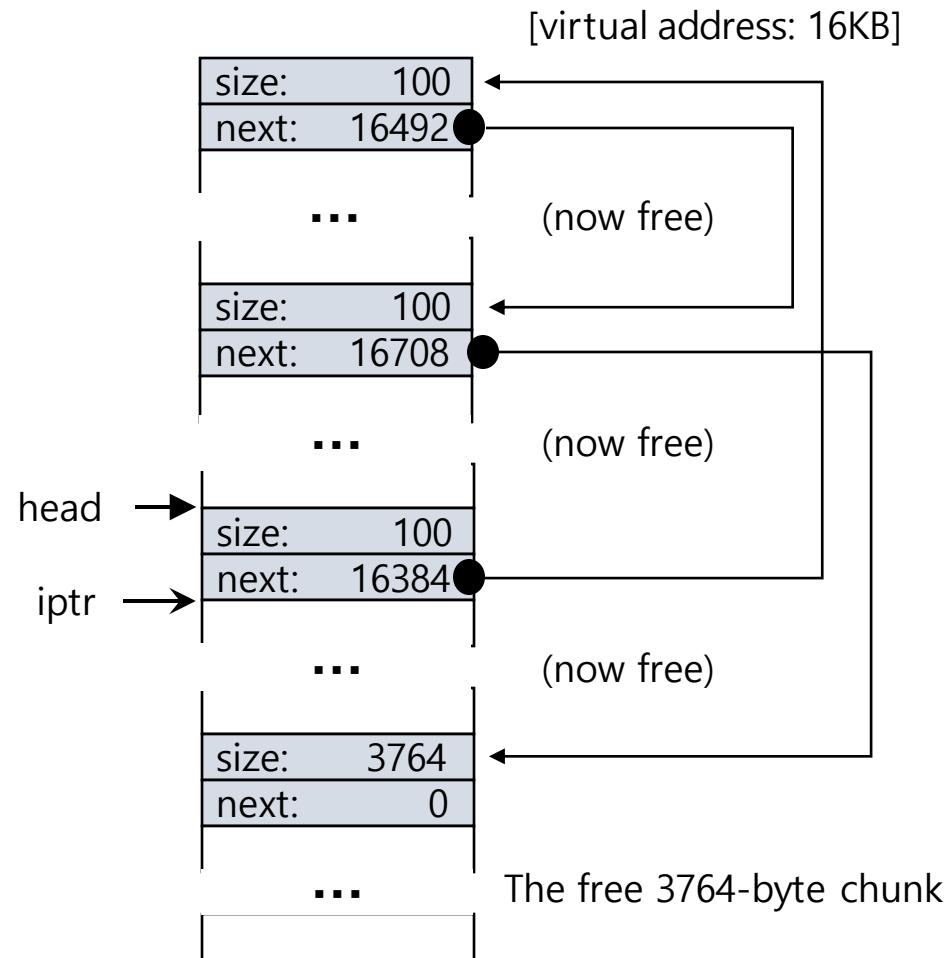 [virtual address: 16KB]
size: 100
next: 16492
... (now free)
size: 100
next: 16708
... (now free)
head
size: 100
next: 16384
iptr
... (now free)
size: 3764
next: 0
... The free 3764-byte chunk